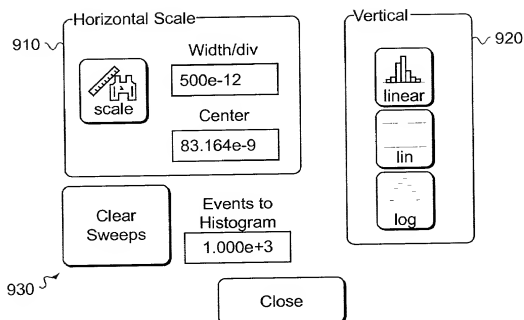 Horizontal Scale
910
Width/div
500e-12
scale
Center
83.164e-9
Vertical
920
linear
lin
log
Clear
Sweeps
Events to
Histogram
1.000e+3
930
Close